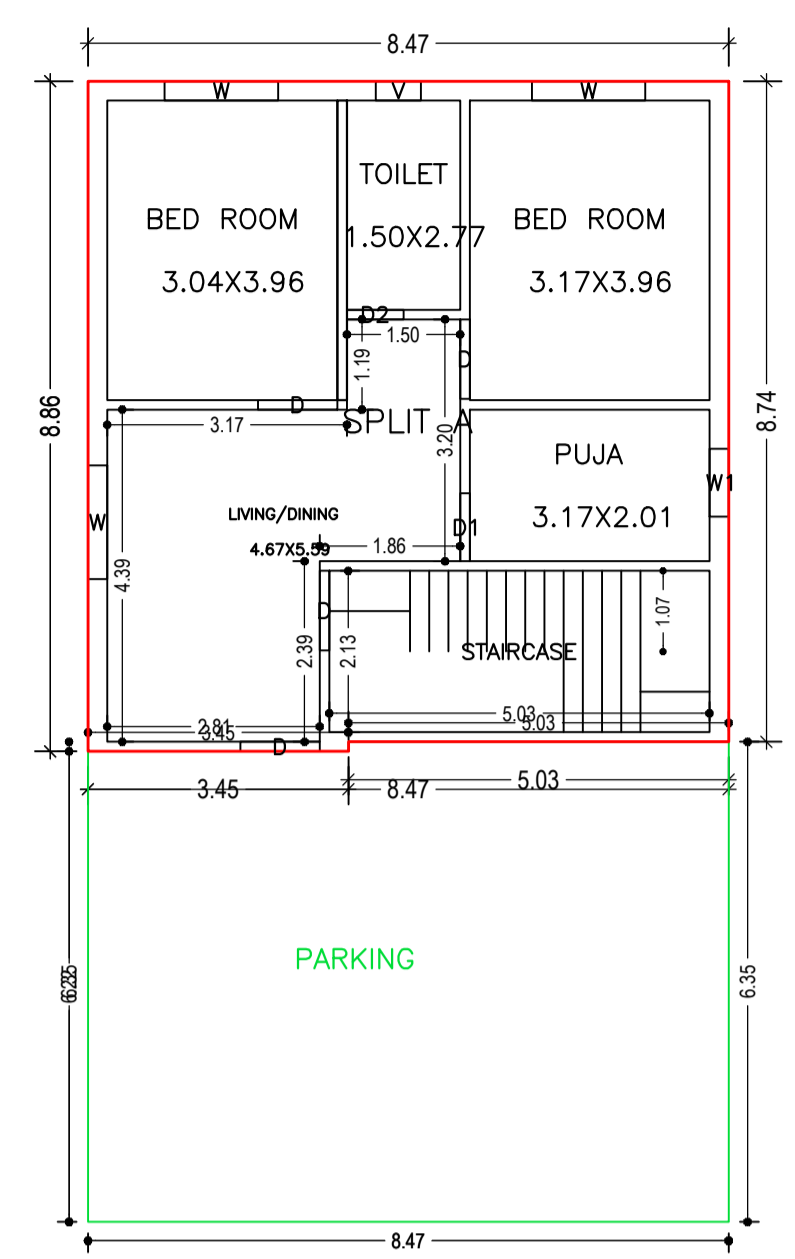 8.47
W
V
W
TOILET
1.50X2.77
BED ROOM
3.04X3.96
BED ROOM
3.17X3.96
D2
1.50
1.19
D
D
8.86
8.74
3.17
SPLIT A
3.20
PUJA
3.17X2.01
W1
W
LIVING/DINING
4.67X5.59
D1
1.86
4.39
D
2.39
2.13
1.07
STAIRCASE
2.81
3.45
5.03
5.03
D
5.03
3.45
8.47
PARKING
6.35
8.47